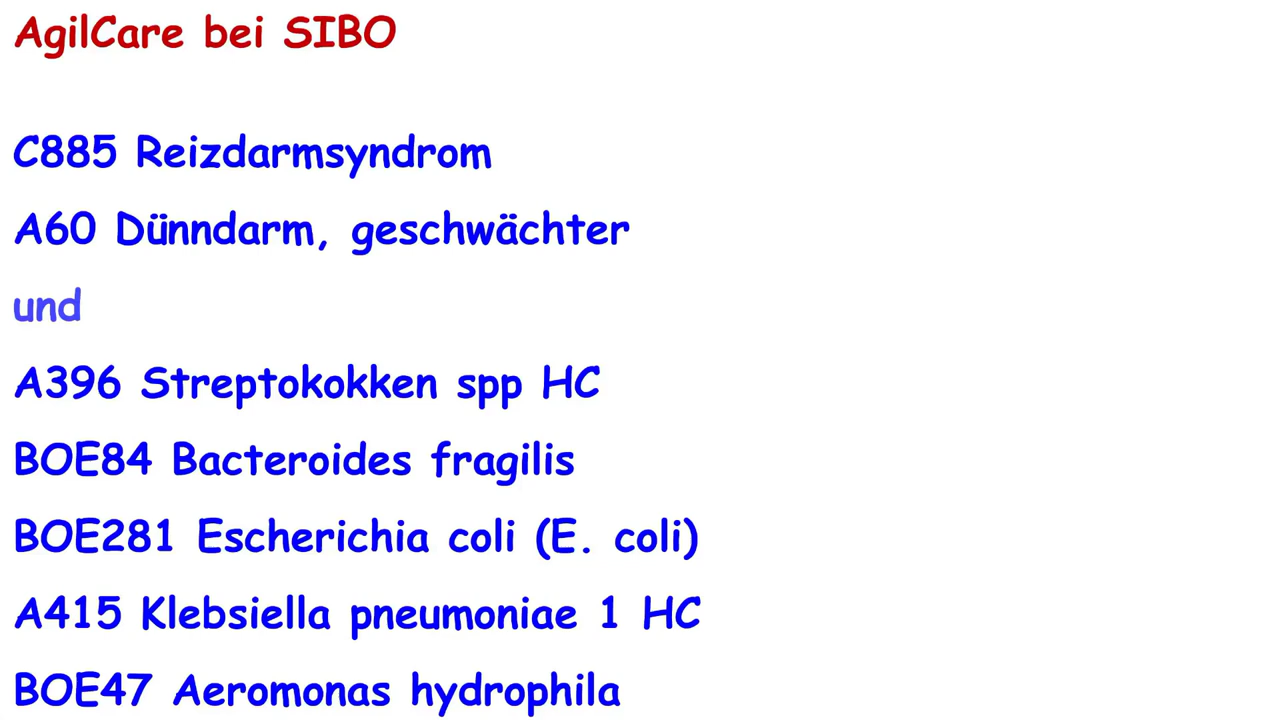 AgilCare bei SIBO
C885 Reizdarmsyndrom
A60 Dünndarm, geschwächter
und
A396 Streptokokken spp HC
BOE84 Bacteroides fragilis
BOE281 Escherichia coli (E. coli)
A415 Klebsiella pneumoniae 1 HC
BOE47 Aeromonas hydrophila